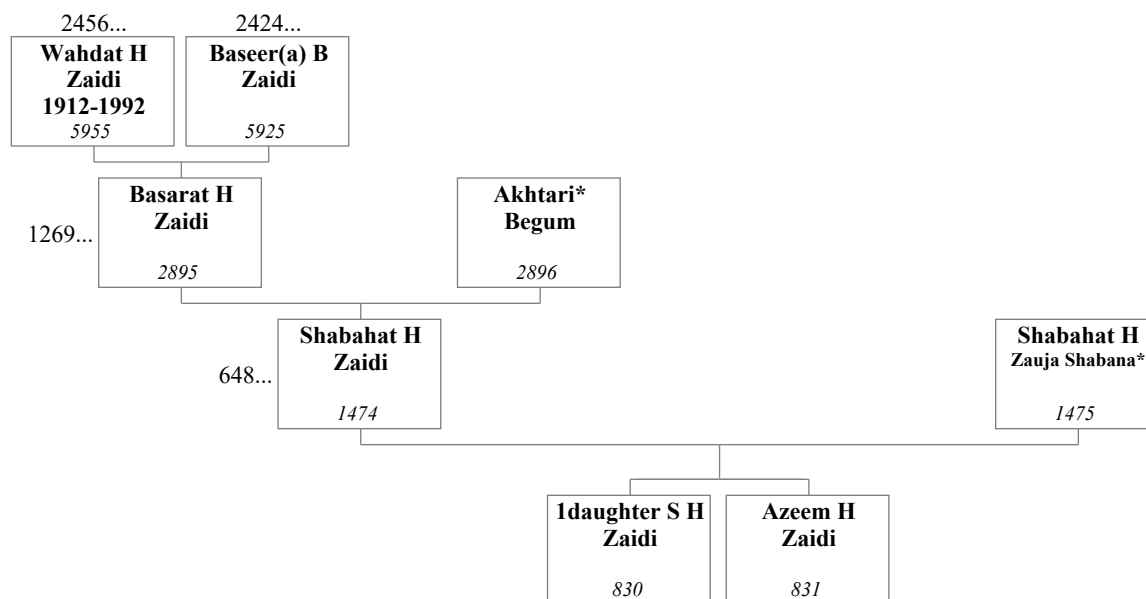 2456...
2424...
Wahdat H
Zaidi
1912-1992
5955
Baseer(a) B
Zaidi
5925
1269...
Basarat H
Zaidi
2895
Akhtari*
Begum
2896
648...
Shabahat H
Zaidi
1474
Shabahat H
Zauja Shabana*
1475
1daughter S H
Zaidi
830
Azeem H
Zaidi
831